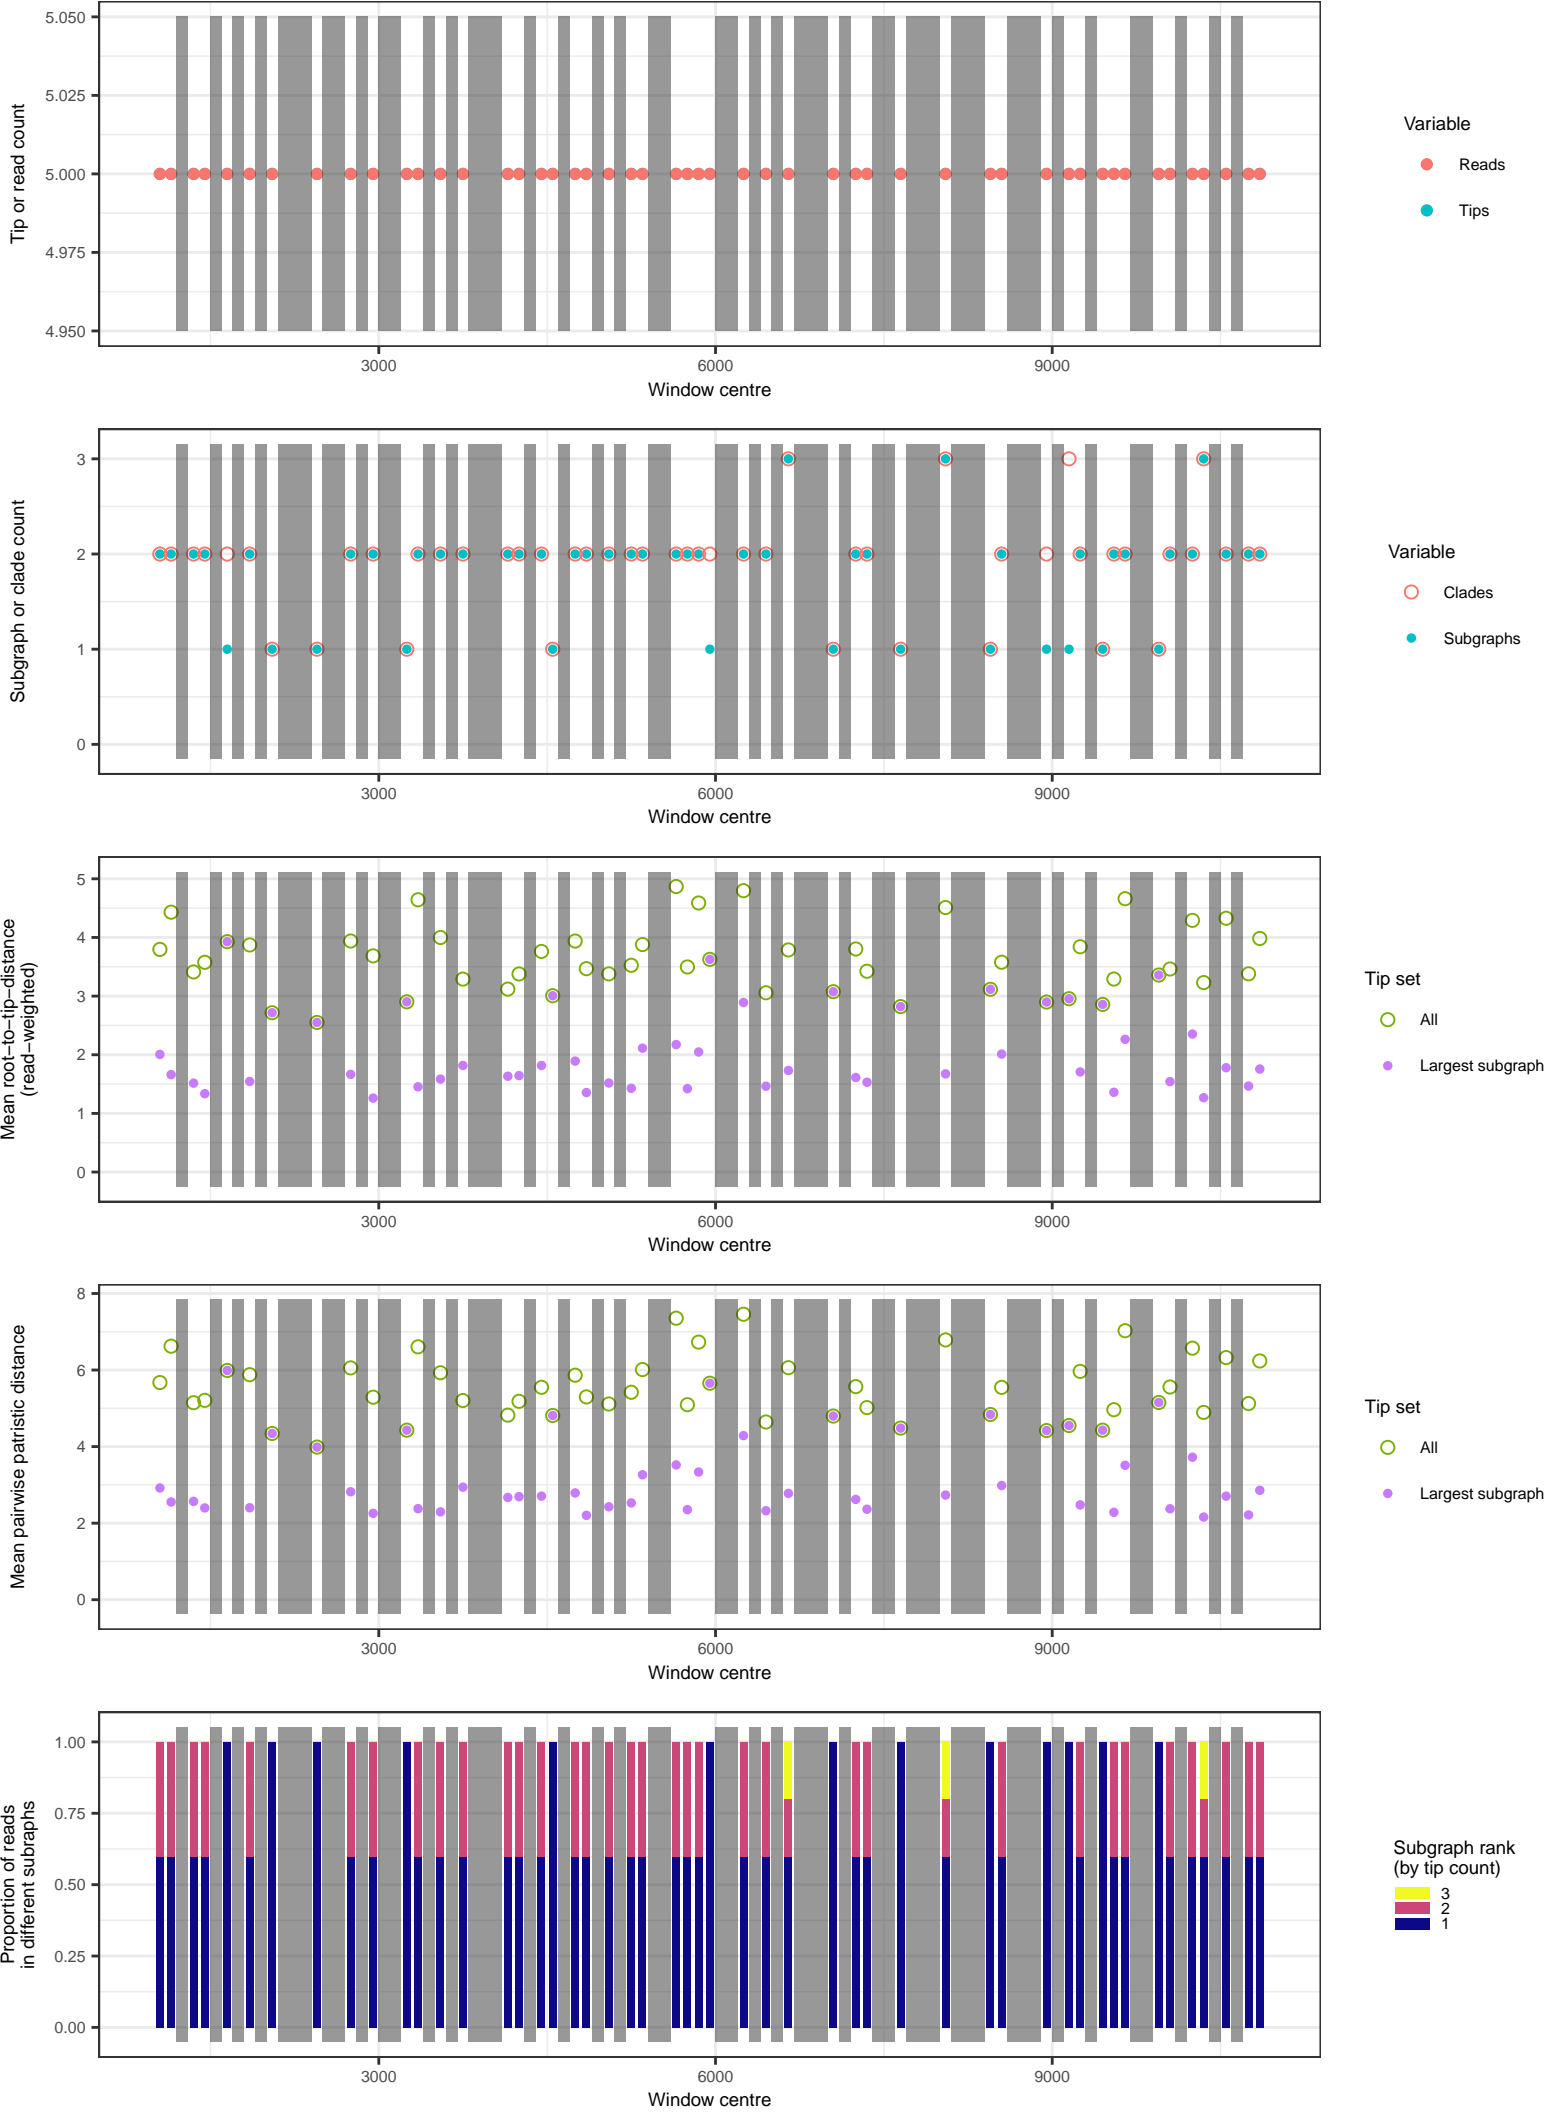 5.050
5.025
5.000
4.975
4.950
Tip or read count
3000
6000
9000
Window centre
Variable
Reads
Tips
3
2
1
0
Subgraph or clade count
3000
6000
9000
Window centre
Variable
Clades
Subgraphs
5
4
3
2
1
0
Mean root−to−tip−distance
(read−weighted)
3000
6000
9000
Window centre
Tip set
All
Largest subgraph
8
6
4
2
0
Mean pairwise patristic distance
3000
6000
9000
Window centre
Tip set
All
Largest subgraph
1.00
0.75
0.50
0.25
0.00
Proportion of reads
in different subraphs
3000
6000
9000
Window centre
Subgraph rank
(by tip count)
3
2
1